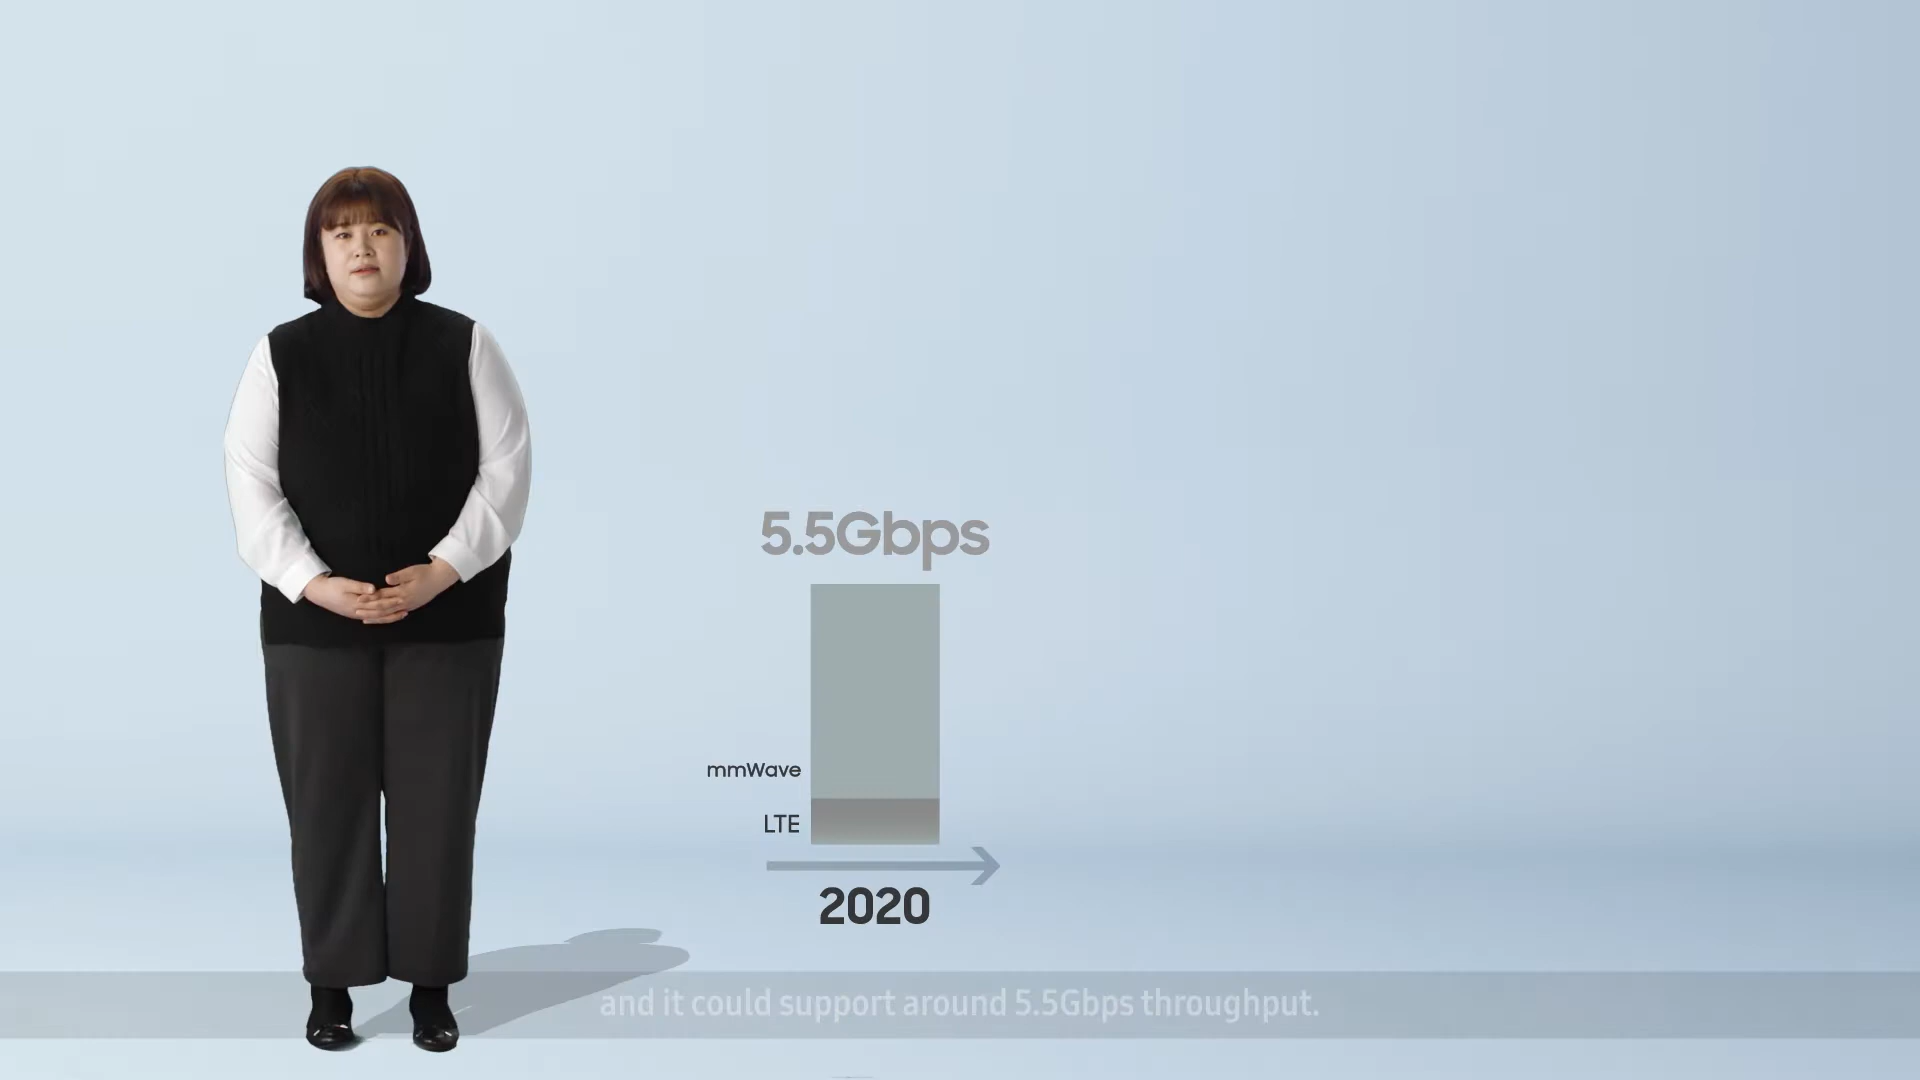 5.5Gbps
mmWave
LTE
2020
and it could support around 5.5Gbps throughput.